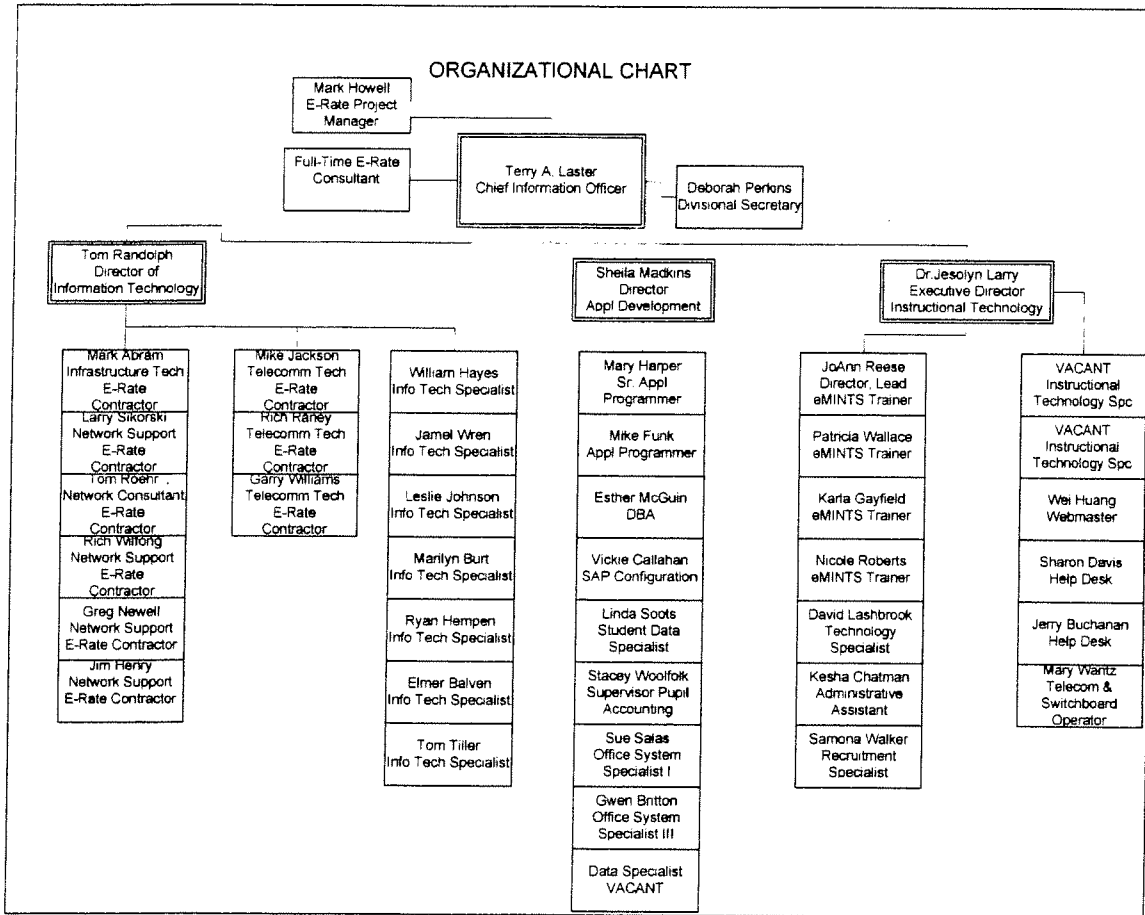 ORGANIZATIONAL CHART
Mark Howell
E-Rate Project
Manager
Full-Time E-Rate
Consultant
Terry A. Laster
Chief Information Officer
Deborah Perkins
Divisional Secretary
Tom Randolph
Director of
Information Technology
Sheila Madkins
Director
Appl Development
Dr.Jesolyn Larry
Executive Director
Instructional Technology
Mark Abram
Infrastructure Tech
E-Rate
Contractor
Larry Sikorski
Network Support
E-Rate
Contractor
Tom Roehr
Network Consultant
E-Rate
Contractor
Rich Wilfong
Network Support
E-Rate
Contractor
Greg Newell
Network Support
E-Rate Contractor
Jim Henry
Network Support
E-Rate Contractor
Mike Jackson
Telecomm Tech
E-Rate
Contractor
Rich Raney
Telecomm Tech
E-Rate
Contractor
Garry Williams
Telecomm Tech
E-Rate
Contractor
William Hayes
Info Tech Specialist
Jamel Wren
Info Tech Specialist
Leslie Johnson
Info Tech Specialist
Marilyn Burt
Info Tech Specialist
Ryan Hempen
Info Tech Specialist
Elmer Balven
Info Tech Specialist
Tom Tiller
Info Tech Specialist
Mary Harper
Sr. Appl
Programmer
Mike Funk
Appl Programmer
Esther McGuin
DBA
Vickie Callahan
SAP Configuration
Linda Soots
Student Data
Specialist
Stacey Woolfolk
Supervisor Pupil
Accounting
Sue Salas
Office System
Specialist I
Gwen Britton
Office System
Specialist III
Data Specialist
VACANT
JoAnn Reese
Director, Lead
eMINTS Trainer
Patricia Wallace
eMINTS Trainer
Karla Gayfield
eMINTS Trainer
Nicole Roberts
eMINTS Trainer
David Lashbrook
Technology
Specialist
Kesha Chatman
Administrative
Assistant
Samona Walker
Recruitment
Specialist
VACANT
Instructional
Technology Spc
VACANT
Instructional
Technology Spc
Wei Huang
Webmaster
Sharon Davis
Help Desk
Jerry Buchanan
Help Desk
Mary Wantz
Telecom &
Switchboard
Operator